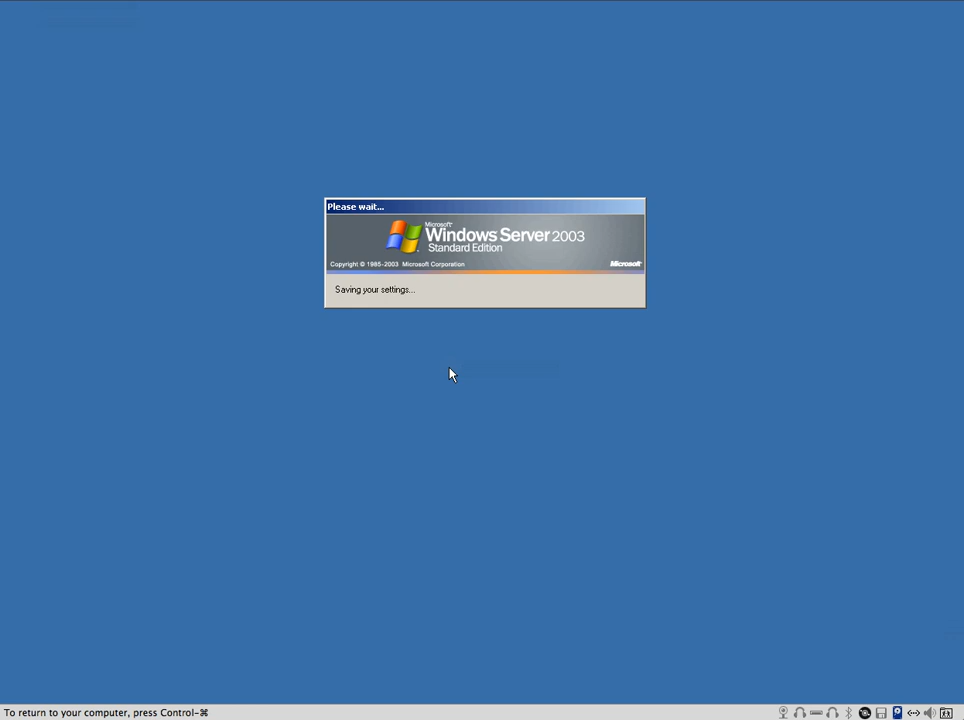 Please wait...
Microsoft®
Windows Server 2003
Standard Edition
Copyright © 1985-2003 Microsoft Corporation
Microsoft
Saving your settings...
To return to your computer, press Control-⌘